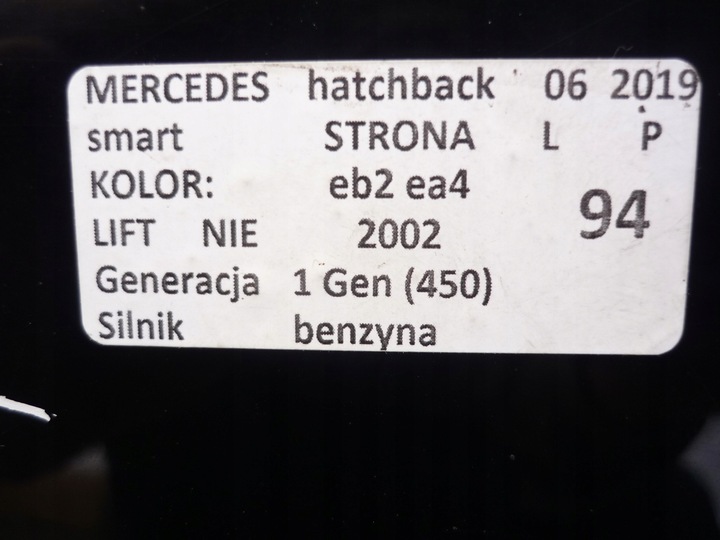 MERCEDES hatchback 06 2019
smart STRONA L P
KOLOR: eb2 ea4
94
LIFT NIE 2002
Generacja 1 Gen (450)
Silnik benzyna